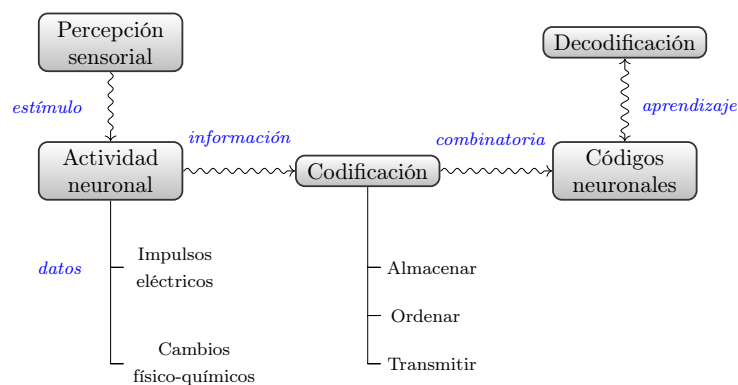 Percepción
sensorial
Decodificación
estímulo
aprendizaje
información
combinatoria
Actividad
neuronal
Codificación
Códigos
neuronales
datos
Impulsos
eléctricos
Almacenar
Ordenar
Cambios
físico-químicos
Transmitir